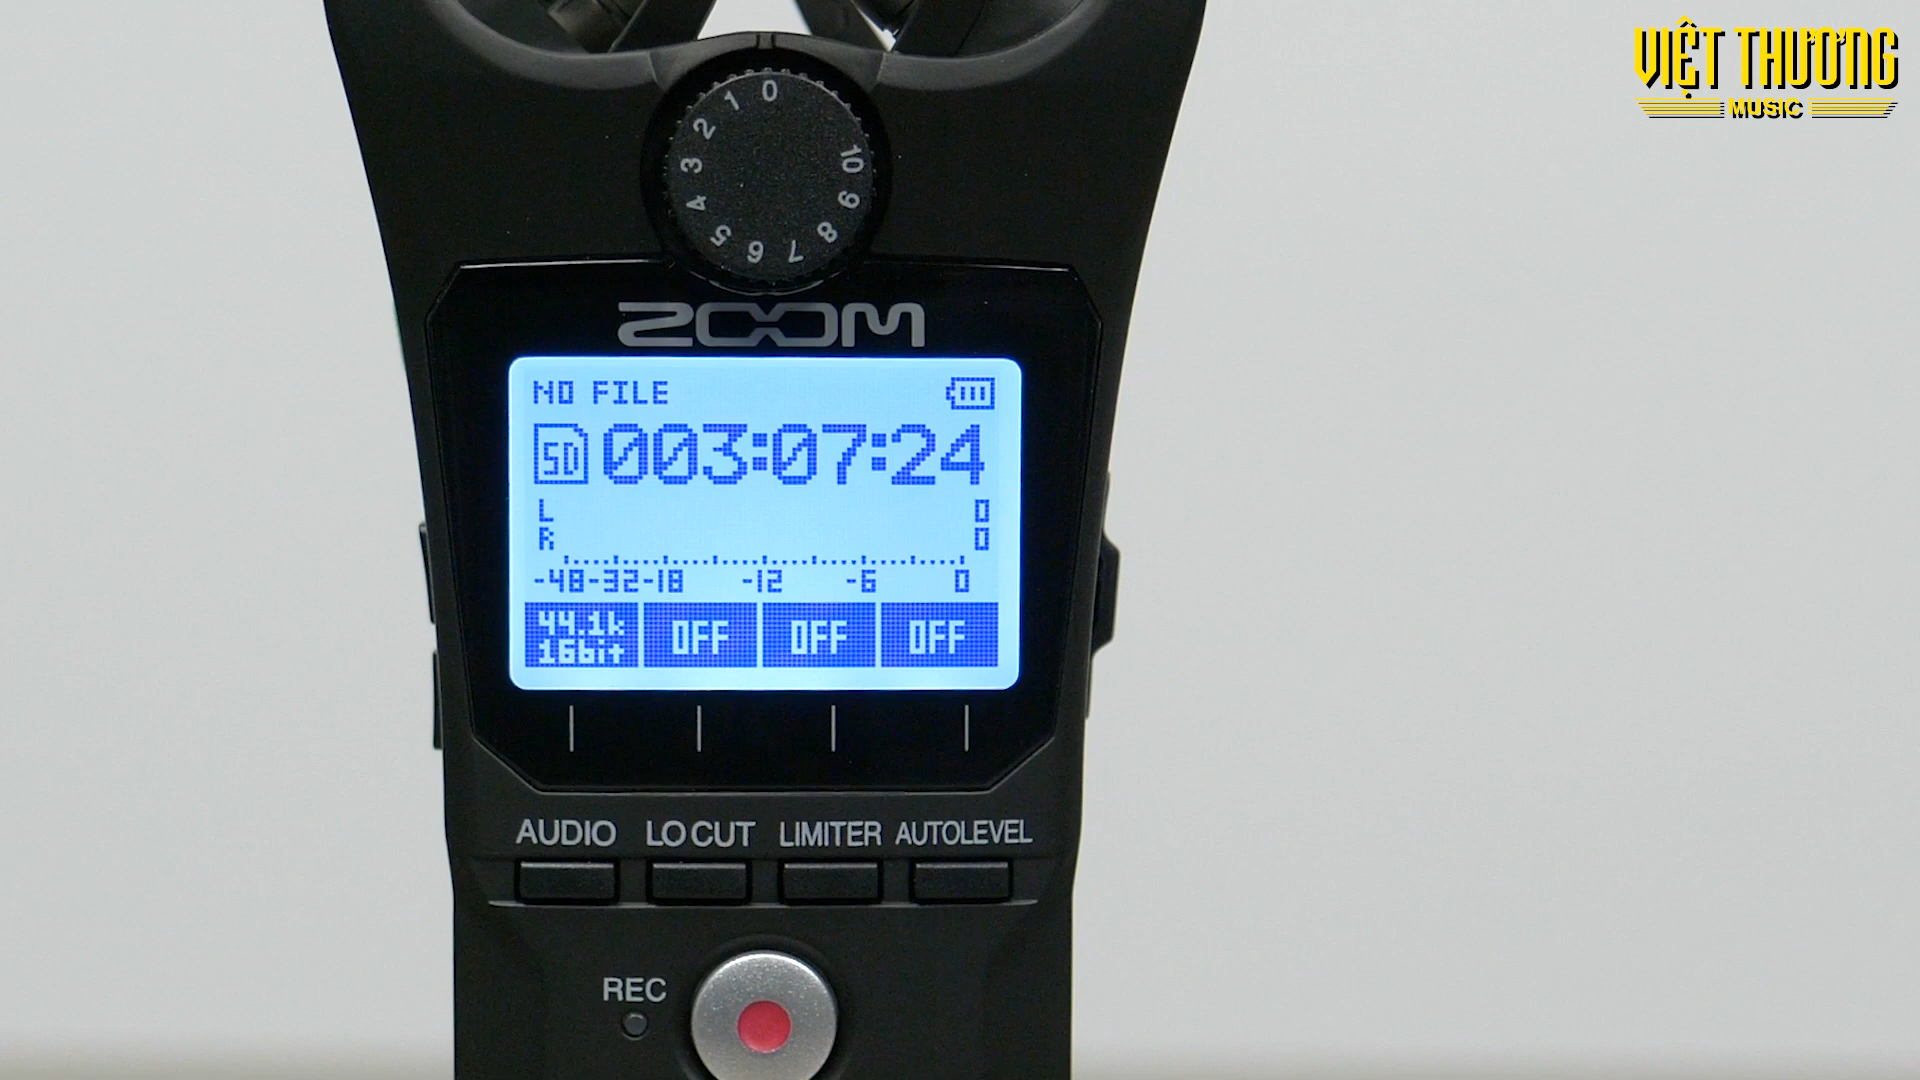 VIỆT THƯƠNG
MUSIC
0
1
2
3
4
5
6
7
8
9
10
ZOOM
NO FILE
SD 003:07:24
L 0
R 0
-48 -32 -18 -12 -6 0
44.1k
16bit OFF OFF OFF
AUDIO LO CUT LIMITER AUTOLEVEL
REC